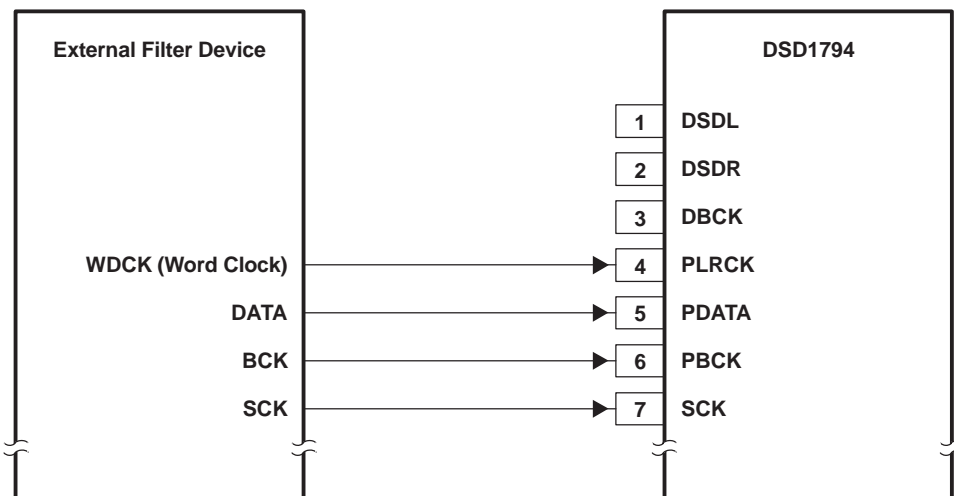 External Filter Device
DSD1794
1 DSDL
2 DSDR
3 DBCK
WDCK (Word Clock) 4 PLRCK
DATA 5 PDATA
BCK 6 PBCK
SCK 7 SCK